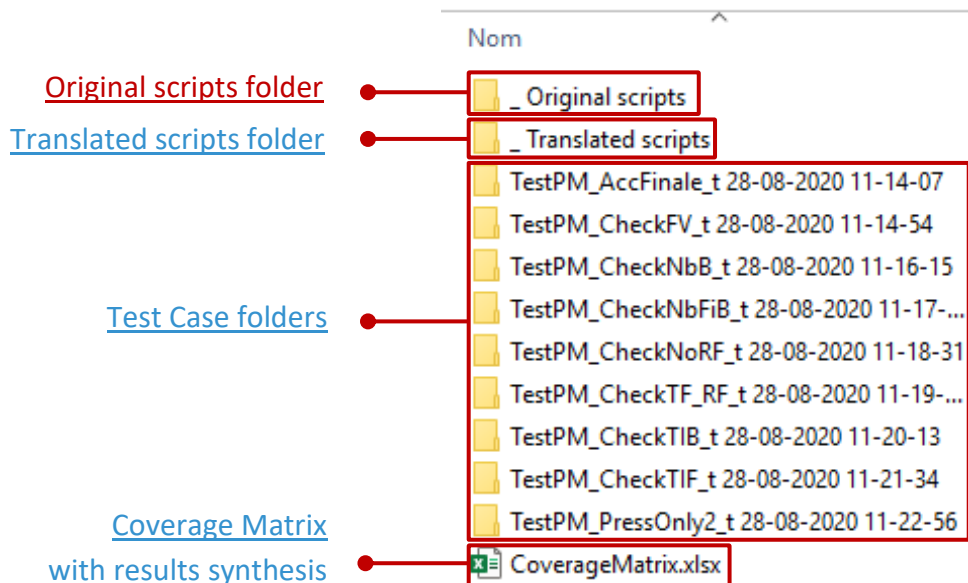 Nom
Original scripts folder
_ Original scripts
Translated scripts folder
_ Translated scripts
TestPM_AccFinale_t 28-08-2020 11-14-07
TestPM_CheckFV_t 28-08-2020 11-14-54
TestPM_CheckNbB_t 28-08-2020 11-16-15
Test Case folders
TestPM_CheckNbFiB_t 28-08-2020 11-17-...
TestPM_CheckNoRF_t 28-08-2020 11-18-31
TestPM_CheckTF_RF_t 28-08-2020 11-19-...
TestPM_CheckTIB_t 28-08-2020 11-20-13
TestPM_CheckTIF_t 28-08-2020 11-21-34
TestPM_PressOnly2_t 28-08-2020 11-22-56
Coverage Matrix
with results synthesis
CoverageMatrix.xlsx